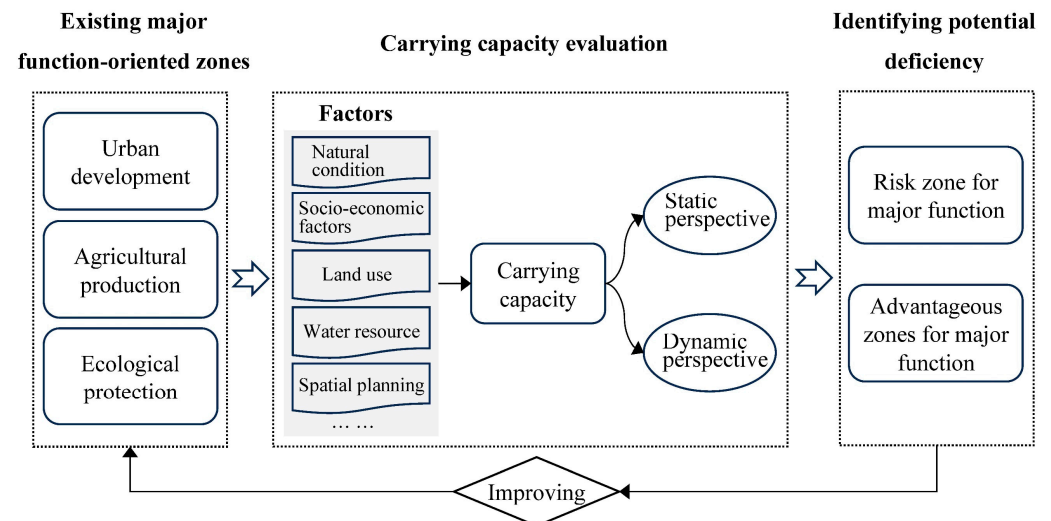 Existing major
function-oriented zones
Urban
development
Agricultural
production
Ecological
protection
Carrying capacity evaluation
Factors
Natural
condition
Socio-economic
factors
Land use
Water resource
Spatial planning
... ...
Carrying
capacity
Static
perspective
Dynamic
perspective
Identifying potential
deficiency
Risk zone for
major function
Advantageous
zones for major
function
Improving